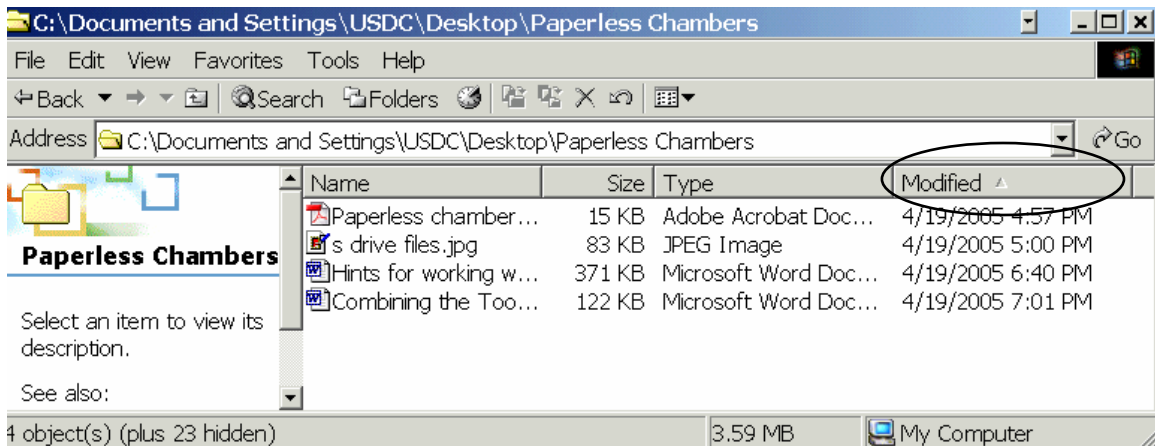 C:\Documents and Settings\USDC\Desktop\Paperless Chambers
File Edit View Favorites Tools Help
Back Search Folders
Address C:\Documents and Settings\USDC\Desktop\Paperless Chambers Go
Name Size Type Modified
Paperless chamber... 15 KB Adobe Acrobat Doc... 4/19/2005 4:57 PM
s drive files.jpg 83 KB JPEG Image 4/19/2005 5:00 PM
Hints for working w... 371 KB Microsoft Word Doc... 4/19/2005 6:40 PM
Combining the Too... 122 KB Microsoft Word Doc... 4/19/2005 7:01 PM
Paperless Chambers
Select an item to view its
description.
See also:
4 object(s) (plus 23 hidden) 3.59 MB My Computer